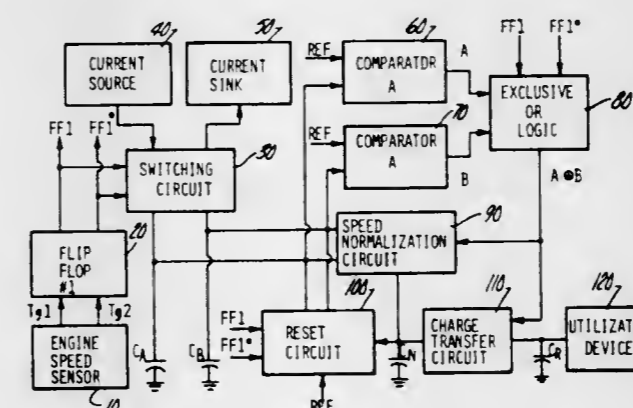 40
CURRENT
SOURCE
50
CURRENT
SINK
REF
60
COMPARATOR
A
A
FF1
FF1*
EXCLUSIVE
OR
LOGIC
80
FF1
FF1*
SWITCHING
CIRCUIT
30
REF
70
COMPARATOR
A
B
A ⊕ B
FLIP
FLOP
#1
20
SPEED
NORMALIZATION
CIRCUIT
90
Tg1
Tg2
ENGINE
SPEED
SENSOR
10
CA
CB
FF1
FF1*
RESET
CIRCUIT
100
REF
N
CHARGE
TRANSFER
CIRCUIT
110
CR
UTILIZAT
DEVICE
120